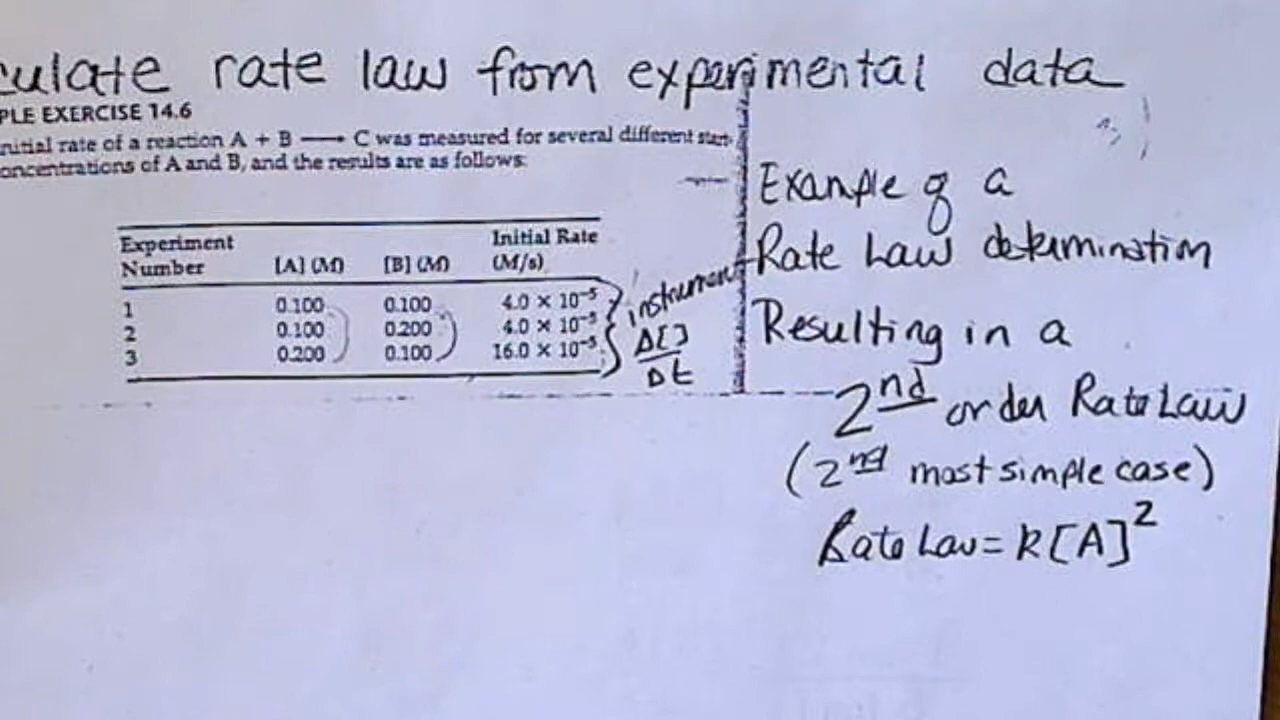 culate rate law from experimental data
PLE EXERCISE 14.6
nitial rate of a reaction A + B ⟶ C was measured for several different start-
oncentrations of A and B, and the results are as follows:
Experiment Number [A] (M) [B] (M) Initial Rate (M/s)
1 0.100 0.100 4.0 × 10⁻⁵
2 0.100 0.200 4.0 × 10⁻⁵
3 0.200 0.100 16.0 × 10⁻⁵
instrument
Δ[]
Δt
Example of a
Rate Law determination
Resulting in a
2nd order Rate Law
(2nd most simple case)
Rate Law = k[A]²